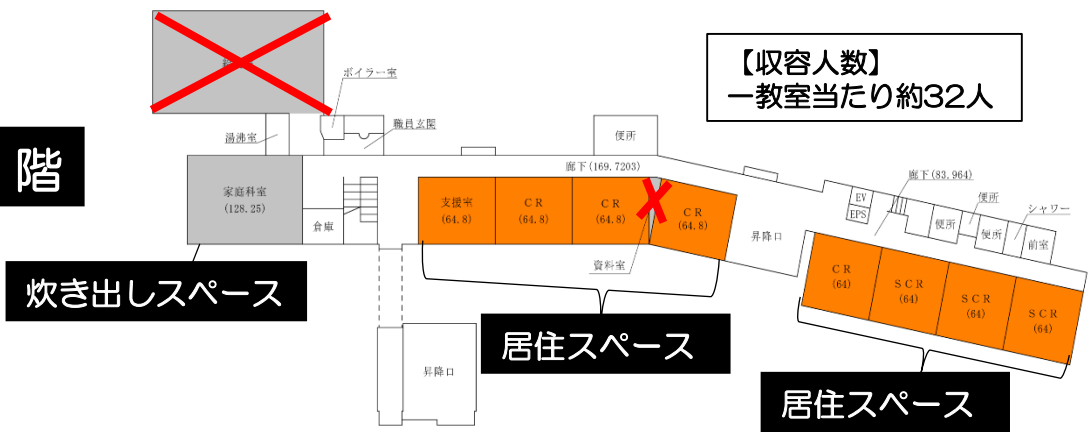 【収容人数】
一教室当たり約32人
ボイラー室
職員玄関
湯沸室
便所
階
廊下(169.7203)
廊下(83.964)
家庭科室
(128.25)
倉庫
支援室
(64.8)
CR
(64.8)
CR
(64.8)
CR
(64.8)
資料室
昇降口
EV
EPS
便所
便所
便所
シャワー
前室
CR
(64)
SCR
(64)
SCR
(64)
SCR
(64)
炊き出しスペース
居住スペース
昇降口
居住スペース